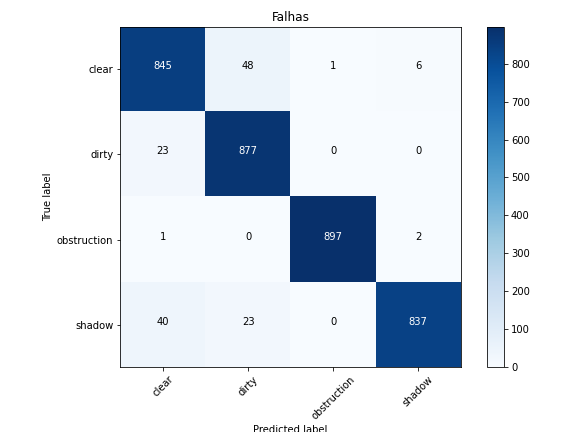 Falhas
True label
clear 845 48 1 6
dirty 23 877 0 0
obstruction 1 0 897 2
shadow 40 23 0 837
clear dirty obstruction shadow
Predicted label
800
700
600
500
400
300
200
100
0